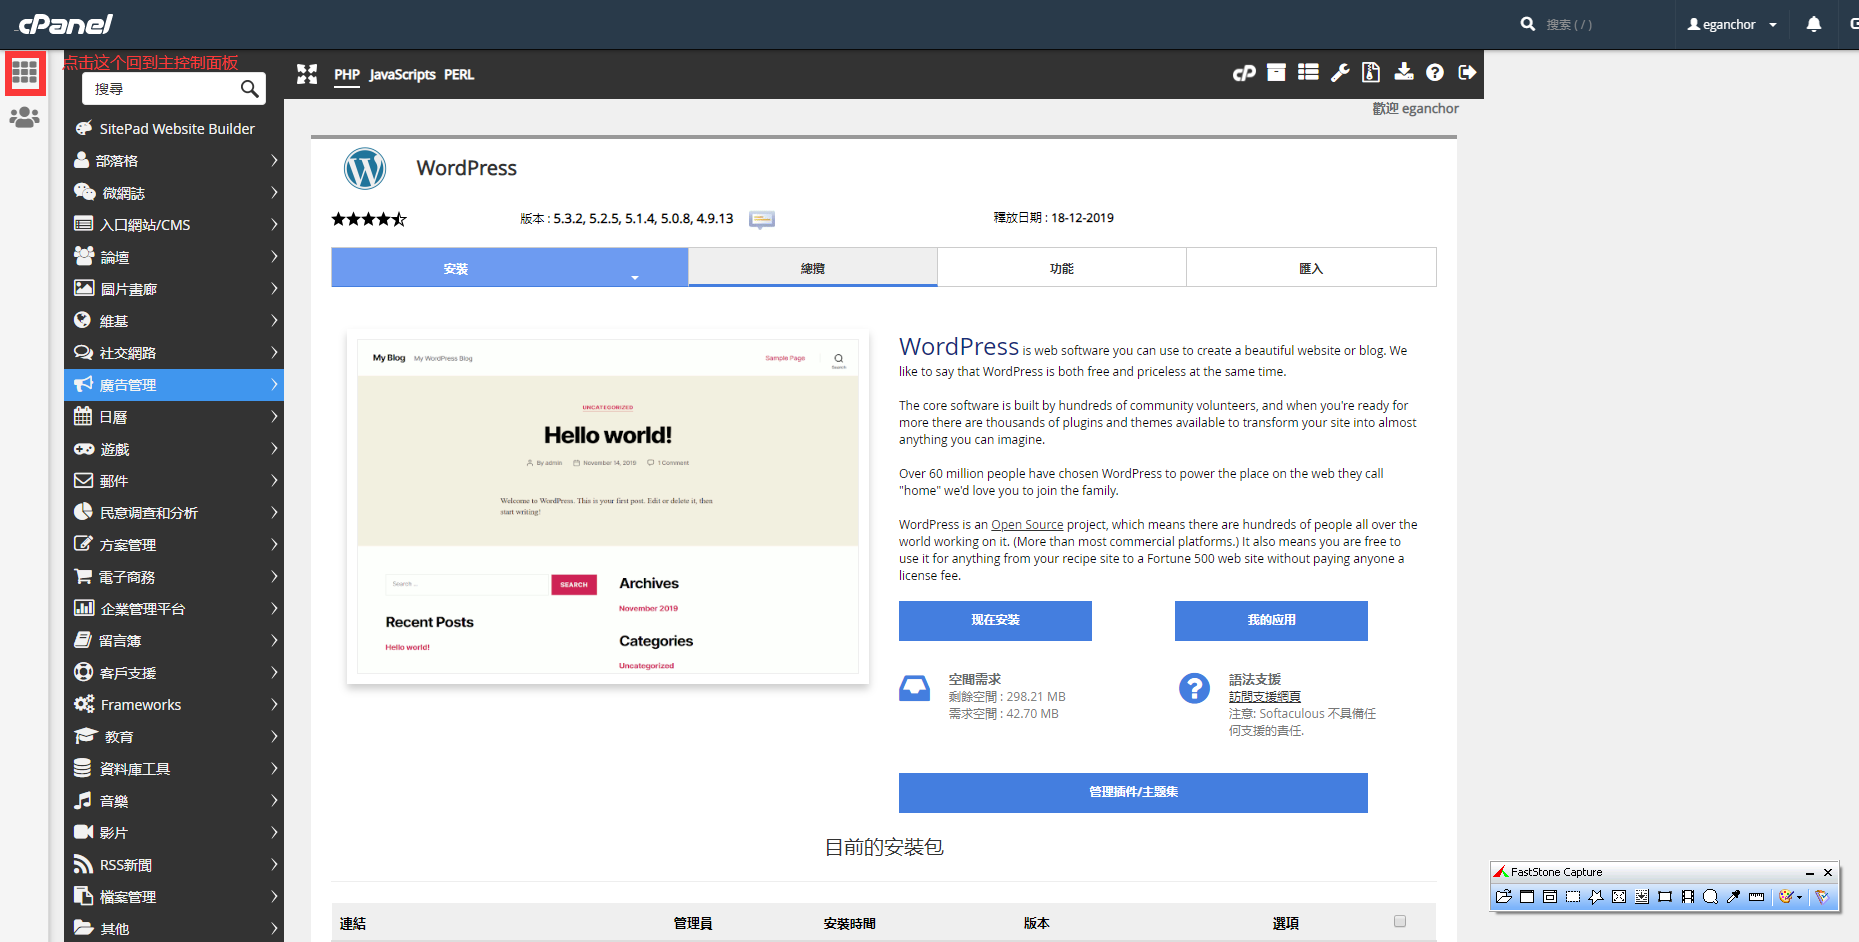 cPanel
搜索 ( / )
eganchor
点击这个回到主控制面板
搜尋
PHP JavaScripts PERL
歡迎 eganchor
SitePad Website Builder
部落格
微網誌
入口網站/CMS
論壇
圖片畫廊
維基
社交網路
廣告管理
日曆
遊戲
郵件
民意调查和分析
方案管理
電子商務
企業管理平台
留言簿
客戶支援
Frameworks
教育
資料庫工具
音樂
影片
RSS新聞
檔案管理
其他
WordPress
版本 : 5.3.2, 5.2.5, 5.1.4, 5.0.8, 4.9.13
釋放日期 : 18-12-2019
安裝
總攬
功能
匯入
My Blog My WordPress Blog
Sample Page
Search
UNCATEGORIZED
Hello world!
By admin November 14, 2019 1 Comment
Welcome to WordPress. This is your first post. Edit or delete it, then
start writing!
Search …
SEARCH
Recent Posts
Hello world!
Archives
November 2019
Categories
Uncategorized
WordPress is web software you can use to create a beautiful website or blog. We
like to say that WordPress is both free and priceless at the same time.
The core software is built by hundreds of community volunteers, and when you're ready for
more there are thousands of plugins and themes available to transform your site into almost
anything you can imagine.
Over 60 million people have chosen WordPress to power the place on the web they call
"home" we'd love you to join the family.
WordPress is an Open Source project, which means there are hundreds of people all over the
world working on it. (More than most commercial platforms.) It also means you are free to
use it for anything from your recipe site to a Fortune 500 web site without paying anyone a
license fee.
现在安装
我的应用
空間需求
剩餘空間 : 298.21 MB
需求空間 : 42.70 MB
語法支援
訪問支援網頁
注意: Softaculous 不具備任
何支援的責任.
管理插件/主題集
目前的安裝包
連結
管理員
安裝時間
版本
選項
FastStone Capture